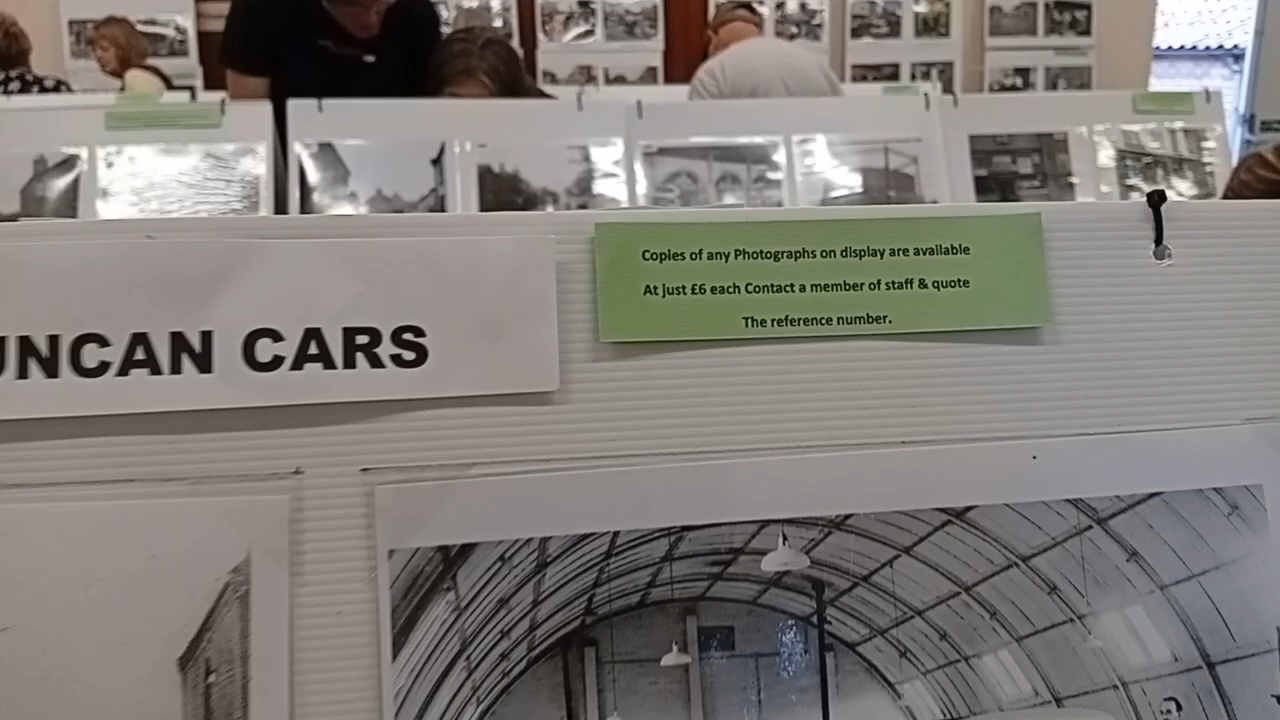 UNCAN CARS
Copies of any Photographs on display are available
At just £6 each Contact a member of staff & quote
The reference number.